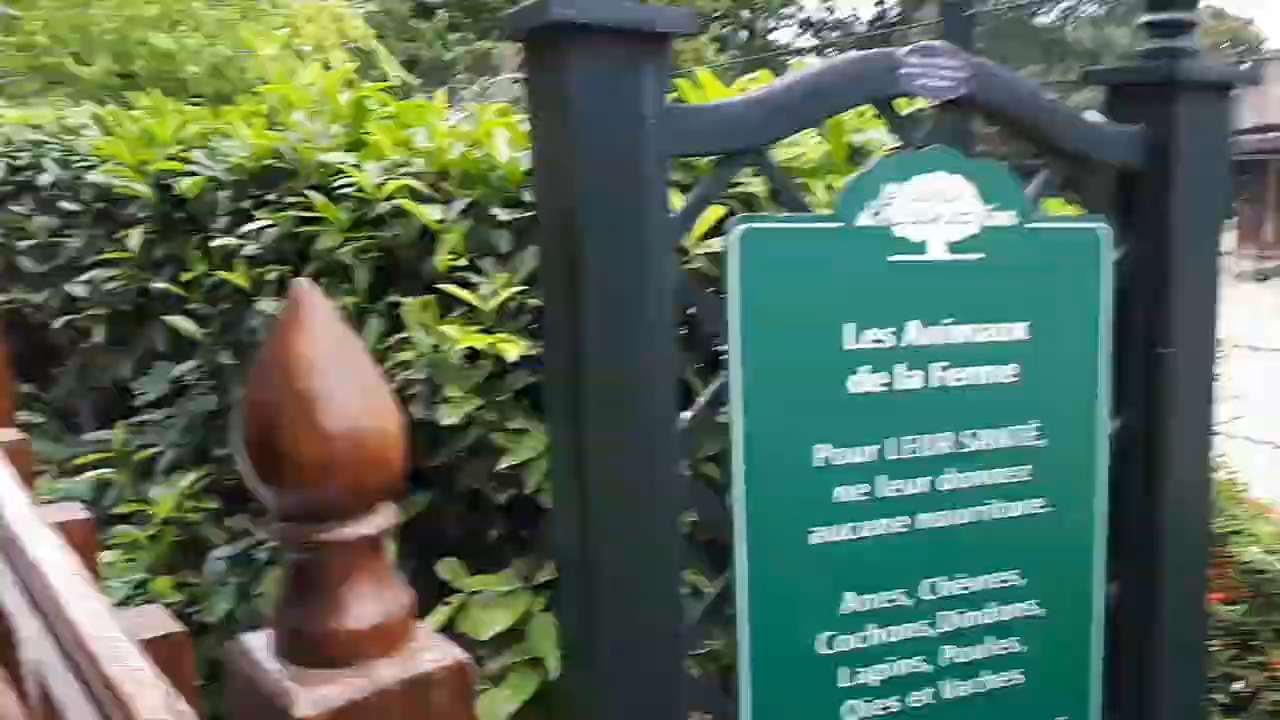 Les Animaux
de la Ferme
Pour LEUR SANTÉ,
ne leur donnez
aucune nourriture.
Anes, Chèvres,
Cochons, Dindons,
Lapins, Poules,
Oies et Vaches